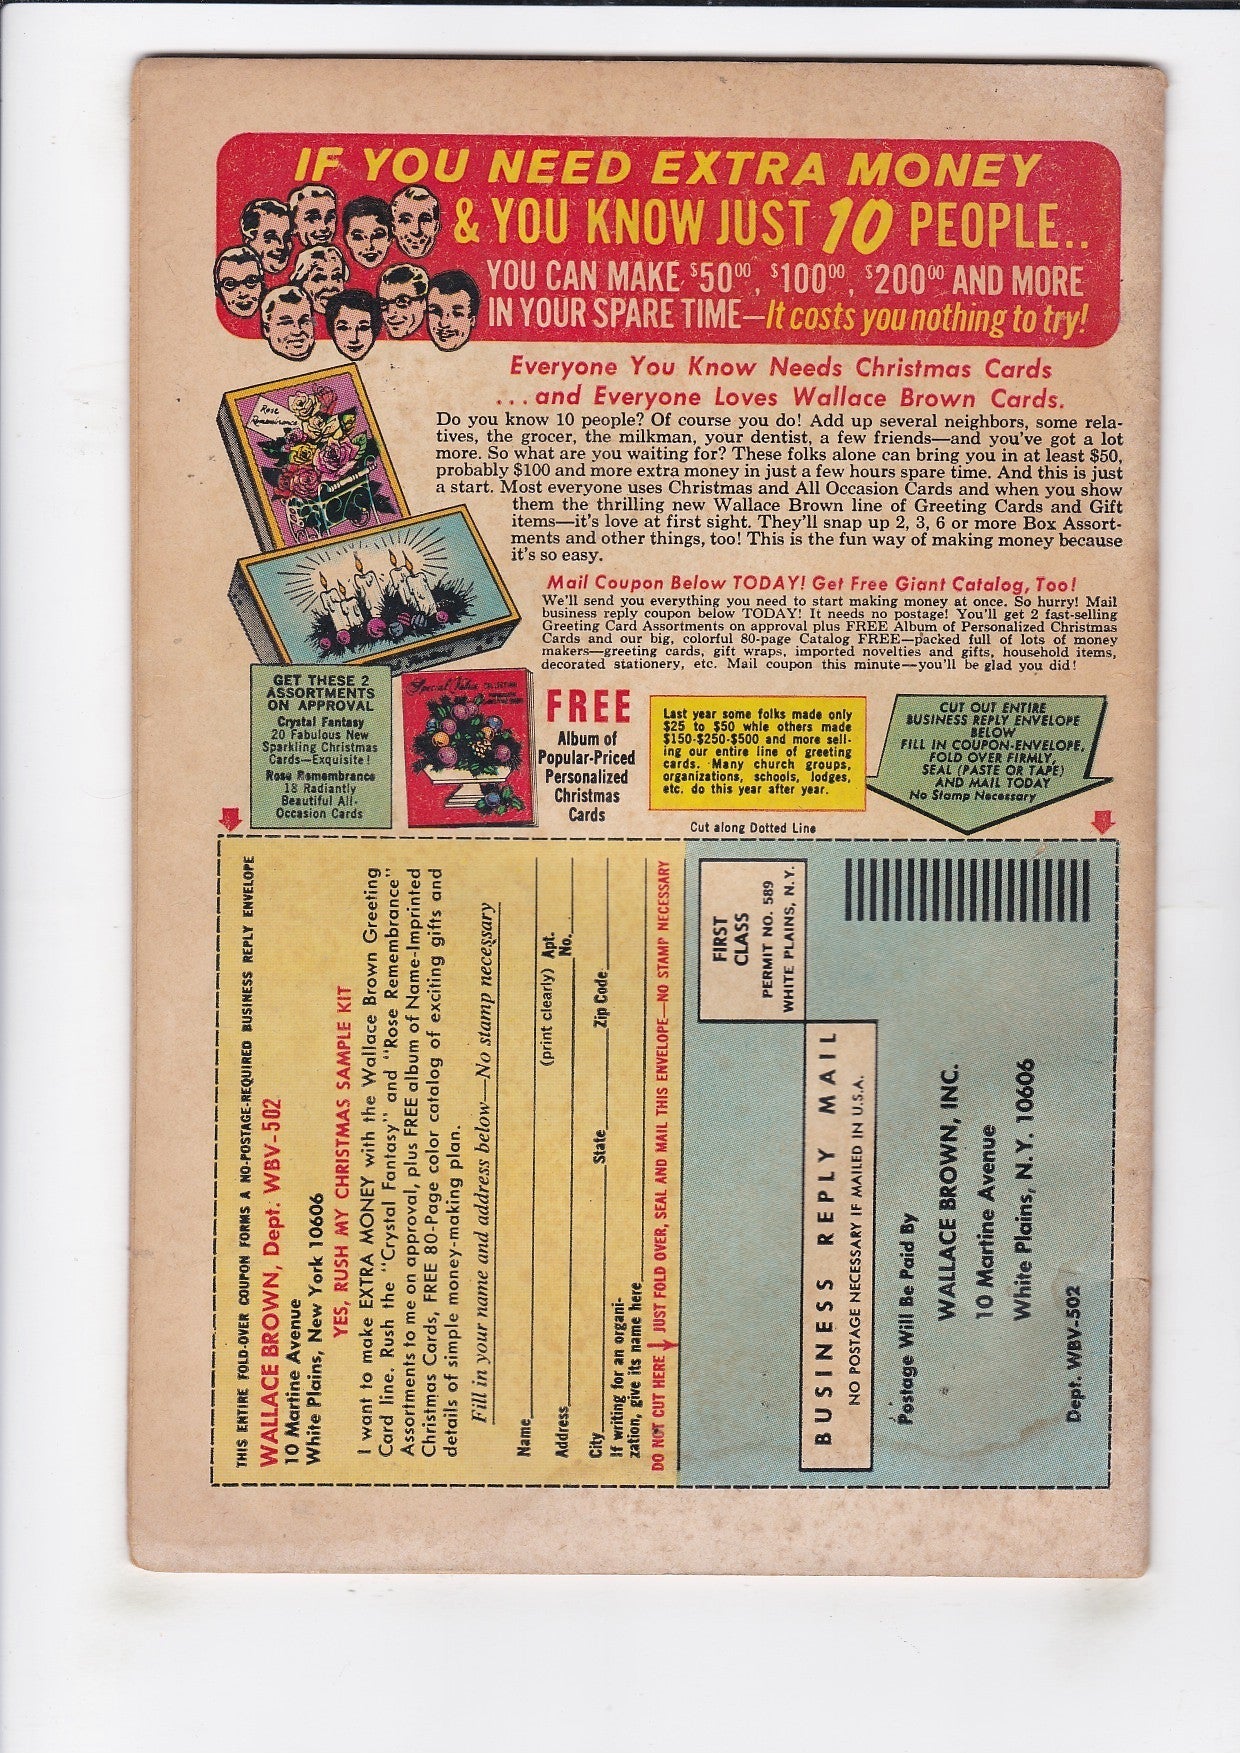 IF YOU NEED EXTRA MONEY
& YOU KNOW JUST 10 PEOPLE..
YOU CAN MAKE $50⁰⁰, $100⁰⁰, $200⁰⁰ AND MORE
IN YOUR SPARE TIME—It costs you nothing to try!
Everyone You Know Needs Christmas Cards
...and Everyone Loves Wallace Brown Cards.
Do you know 10 people? Of course you do! Add up several neighbors, some rela-
tives, the grocer, the milkman, your dentist, a few friends—and you've got a lot
more. So what are you waiting for? These folks alone can bring you in at least $50,
probably $100 and more extra money in just a few hours spare time. And this is just
a start. Most everyone uses Christmas and All Occasion Cards and when you show
them the thrilling new Wallace Brown line of Greeting Cards and Gift
items—it's love at first sight. They'll snap up 2, 3, 6 or more Box Assort-
ments and other things, too! This is the fun way of making money because
it's so easy.
Rose
Remembrance
Mail Coupon Below TODAY! Get Free Giant Catalog, Too!
We'll send you everything you need to start making money at once. So hurry! Mail
business reply coupon below TODAY! It needs no postage! You'll get 2 fast-selling
Greeting Card Assortments on approval plus FREE Album of Personalized Christmas
Cards and our big, colorful 80-page Catalog FREE—packed full of lots of money
makers—greeting cards, gift wraps, imported novelties and gifts, household items,
decorated stationery, etc. Mail coupon this minute—you'll be glad you did!
GET THESE 2
ASSORTMENTS
ON APPROVAL
Crystal Fantasy
20 Fabulous New
Sparkling Christmas
Cards—Exquisite!
Rose Remembrance
18 Radiantly
Beautiful All-
Occasion Cards
Special Value
FREE
Album of
Popular-Priced
Personalized
Christmas
Cards
Last year some folks made only
$25 to $50 while others made
$150-$250-$500 and more sell-
ing our entire line of greeting
cards. Many church groups,
organizations, schools, lodges,
etc. do this year after year.
CUT OUT ENTIRE
BUSINESS REPLY ENVELOPE
BELOW
FILL IN COUPON-ENVELOPE,
FOLD OVER FIRMLY,
SEAL (PASTE OR TAPE)
AND MAIL TODAY
No Stamp Necessary
Cut along Dotted Line
THIS ENTIRE FOLD-OVER COUPON FORMS A NO-POSTAGE-REQUIRED BUSINESS REPLY ENVELOPE
WALLACE BROWN, Dept. WBV-502
10 Martine Avenue
White Plains, New York 10606
YES, RUSH MY CHRISTMAS SAMPLE KIT
I want to make EXTRA MONEY with the Wallace Brown Greeting
Card line. Rush the "Crystal Fantasy" and "Rose Remembrance"
Assortments to me on approval, plus FREE album of Name-Imprinted
Christmas Cards, FREE 80-Page color catalog of exciting gifts and
details of simple money-making plan.
Fill in your name and address below—No stamp necessary
Name
(print clearly)
Address
Apt.
No.
City State Zip Code
If writing for an organi-
zation, give its name here
DO NOT CUT HERE JUST FOLD OVER, SEAL AND MAIL THIS ENVELOPE—NO STAMP NECESSARY
FIRST
CLASS
PERMIT NO. 589
WHITE PLAINS, N.Y.
BUSINESS REPLY MAIL
NO POSTAGE NECESSARY IF MAILED IN U.S.A.
Postage Will Be Paid By
WALLACE BROWN, INC.
10 Martine Avenue
White Plains, N.Y. 10606
Dept. WBV-502